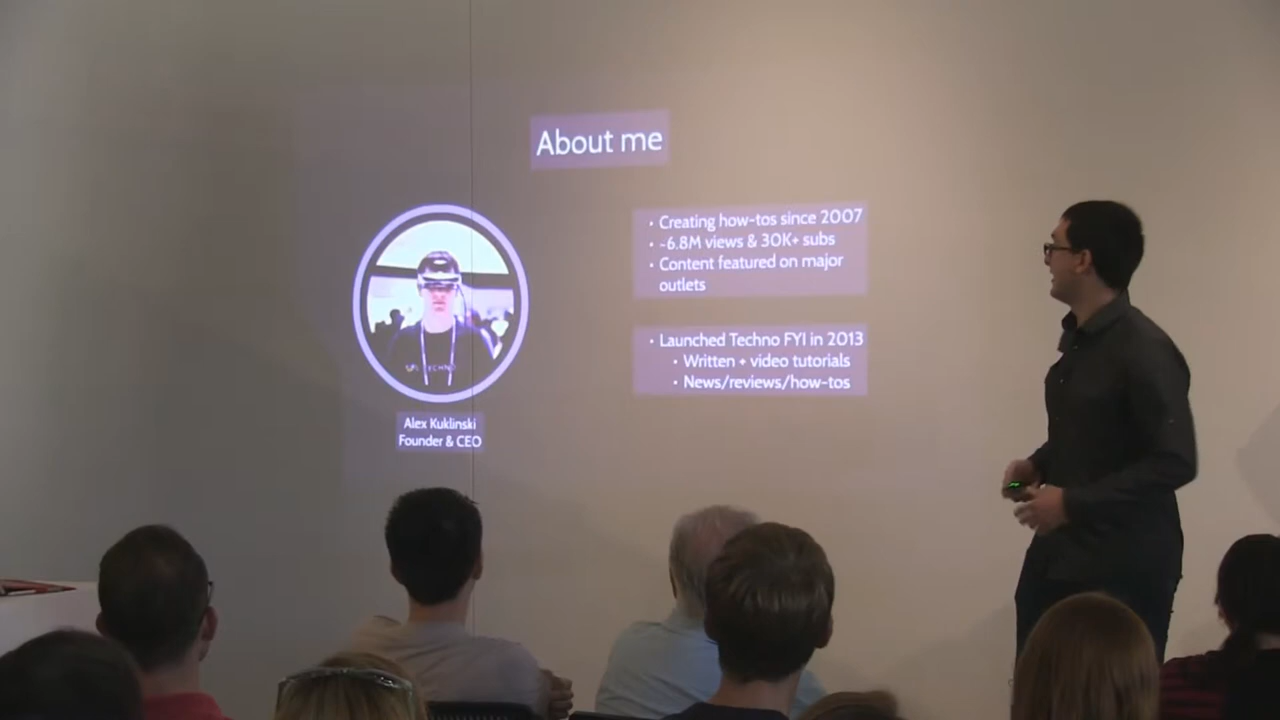 About me
• Creating how-tos since 2007
• ~6.8M views & 30K+ subs
• Content featured on major
outlets
• Launched Techno FYI in 2013
• Written + video tutorials
• News/reviews/how-tos
Alex Kuklinski
Founder & CEO